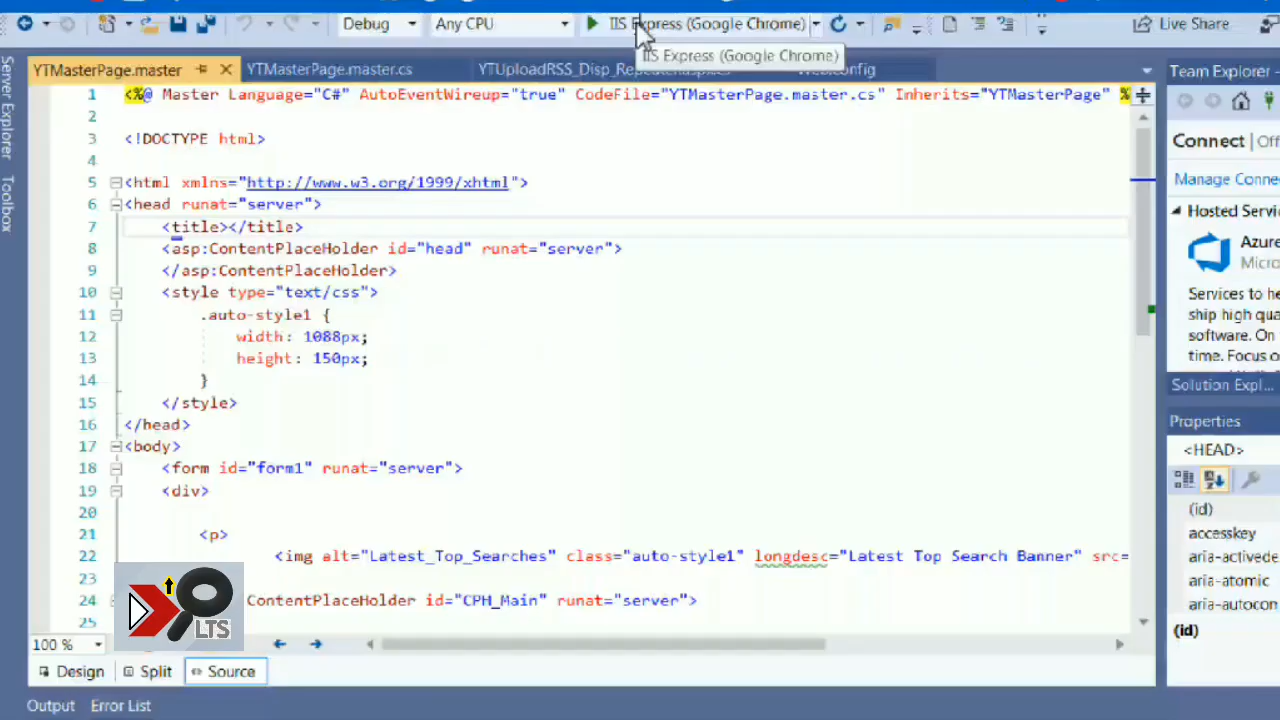 Debug
Any CPU
IIS Express (Google Chrome)
Live Share
IIS Express (Google Chrome)
YTMasterPage.master
YTMasterPage.master.cs
Server Explorer
Toolbox
1 <%@ Master Language="C#" AutoEventWireup="true" CodeFile="YTMasterPage.master.cs" Inherits="YTMasterPage" %
2
3 <!DOCTYPE html>
4
5 <html xmlns="http://www.w3.org/1999/xhtml">
6 <head runat="server">
7 <title></title>
8 <asp:ContentPlaceHolder id="head" runat="server">
9 </asp:ContentPlaceHolder>
10 <style type="text/css">
11 .auto-style1 {
12 width: 1088px;
13 height: 150px;
14 }
15 </style>
16 </head>
17 <body>
18 <form id="form1" runat="server">
19 <div>
20
21 <p>
22 <img alt="Latest_Top_Searches" class="auto-style1" longdesc="Latest Top Search Banner" src=
23
24 ContentPlaceHolder id="CPH_Main" runat="server">
25
LTS
100 %
Design
Split
Source
Output
Error List
Team Explorer -
Connect | Off
Manage Conne
Hosted Servi
Azure
Micro
Services to he
ship high qua
software. On
time. Focus o
Solution Expl...
Properties
<HEAD>
(id)
accesskey
aria-activede
aria-atomic
aria-autocon
(id)